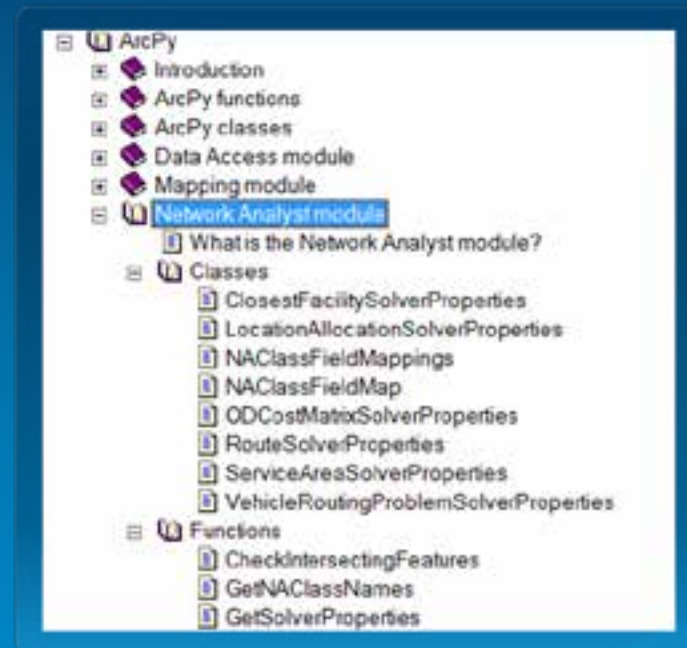 ArcPy
Introduction
ArcPy functions
ArcPy classes
Data Access module
Mapping module
Network Analyst module
What is the Network Analyst module?
Classes
ClosestFacilitySolverProperties
LocationAllocationSolverProperties
NAClassFieldMappings
NAClassFieldMap
ODCostMatrixSolverProperties
RouteSolverProperties
ServiceAreaSolverProperties
VehicleRoutingProblemSolverProperties
Functions
CheckIntersectingFeatures
GetNAClassNames
GetSolverProperties